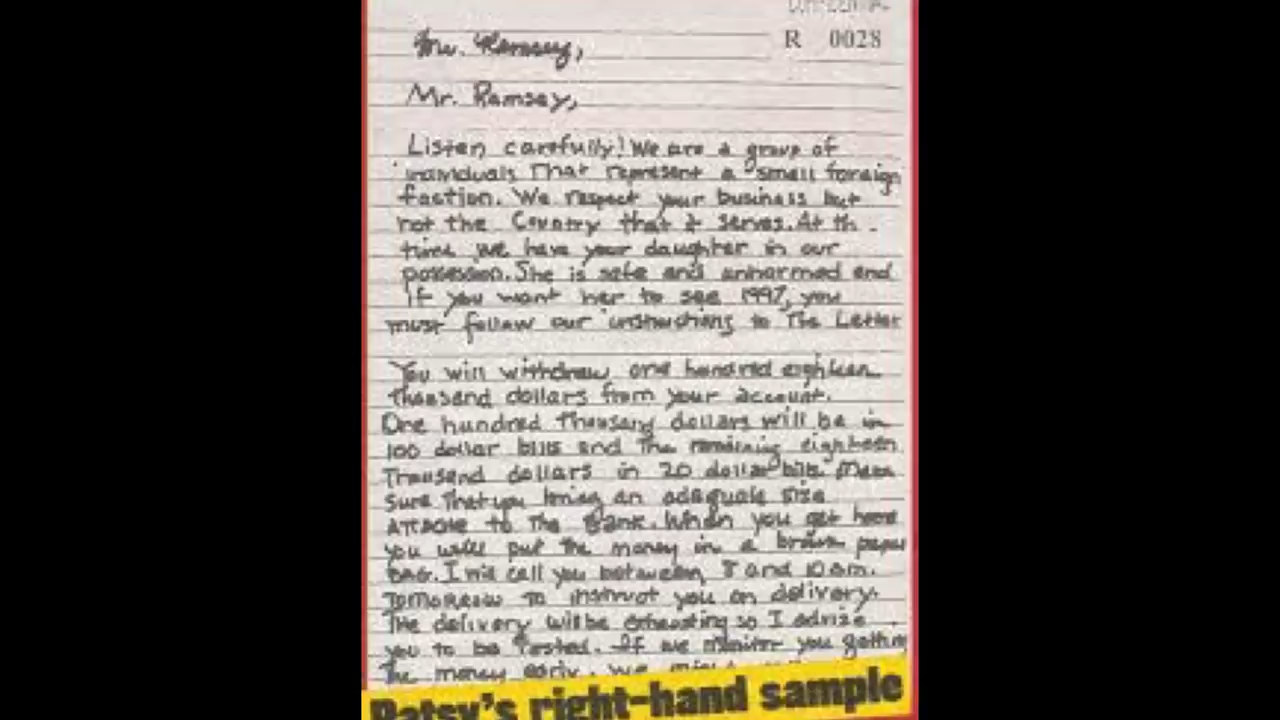 R 0028
Mr. Ramsey,
Mr. Ramsay,
Listen carefully! We are a group of
individuals That represent a small foreign
faction. We respect your business but
not the Country that it serves. At th
time we have your daughter in our
possession. She is safe and unharmed and
if you want her to see 1997, you
must follow our instructions to The Letter
You will withdraw one hundred eighteen
thousand dollars from your account.
One hundred Thousand dollars will be in
100 dollar bills and The remaining eighteen
Thousand dollars in 20 dollar bills. Make
sure That you bring an adequate size
ATTACHE to The Bank. When you get home
you will put The money in a brown paper
BAG. I will call you between 8 and 10 am.
TOMORROW To instruct you on delivery.
The delivery will be exhausting so I advize
you to be rested. If we monitor you getting
The money early, we
Patsy's right-hand sample